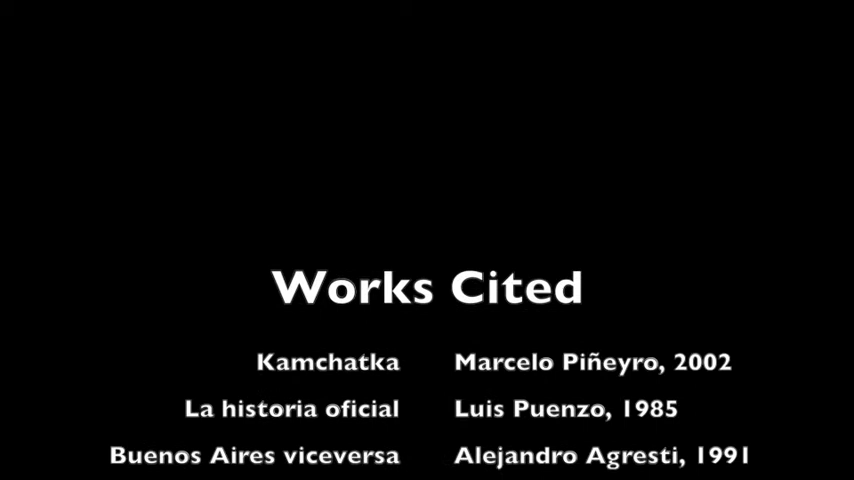 Works Cited
Kamchatka Marcelo Piñeyro, 2002
La historia oficial Luis Puenzo, 1985
Buenos Aires viceversa Alejandro Agresti, 1991